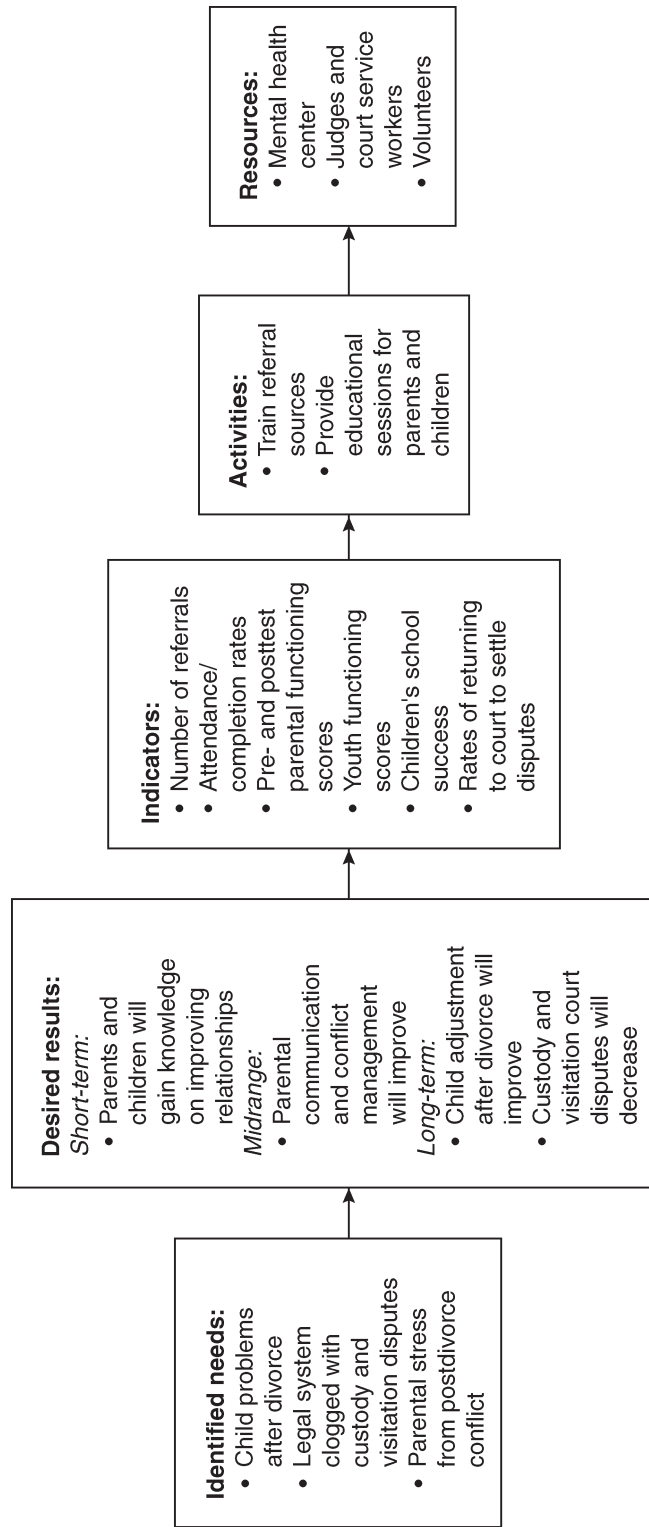 Identified needs:
• Child problems
after divorce
• Legal system
clogged with
custody and
visitation disputes
• Parental stress
from postdivorce
conflict
Desired results:
Short-term:
• Parents and
children will
gain knowledge
on improving
relationships
Midrange:
• Parental
communication
and conflict
management
will improve
Long-term:
• Child adjustment
after divorce will
improve
• Custody and
visitation court
disputes will
decrease
Indicators:
• Number of referrals
• Attendance/
completion rates
• Pre- and posttest
parental functioning
scores
• Youth functioning
scores
• Children's school
success
• Rates of returning
to court to settle
disputes
Activities:
• Train referral
sources
• Provide
educational
sessions for
parents and
children
Resources:
• Mental health
center
• Judges and
court service
workers
• Volunteers